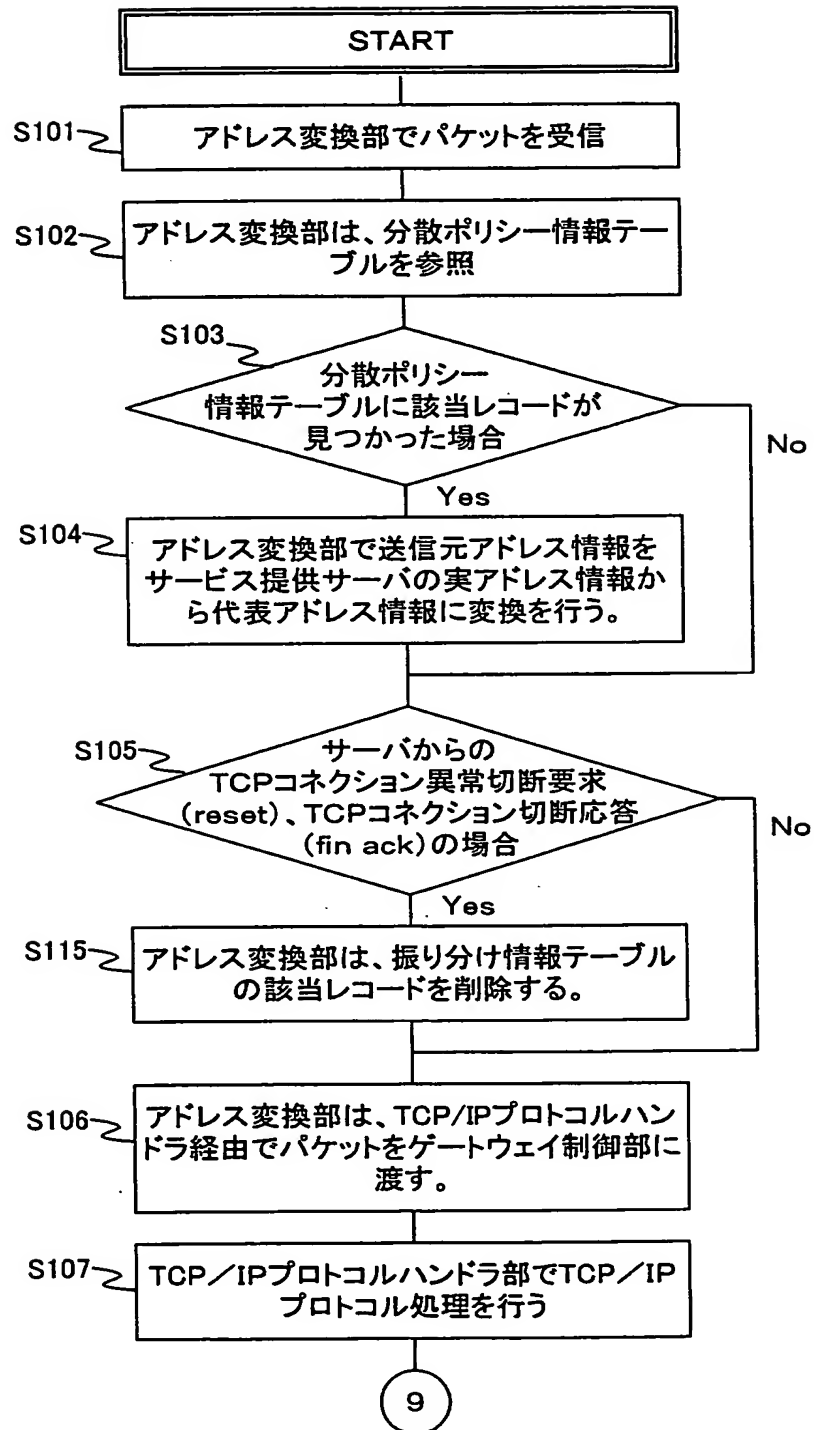 START
S101
アドレス変換部でパケットを受信
S102
アドレス変換部は、分散ポリシー情報テー
ブルを参照
S103
分散ポリシー
情報テーブルに該当レコードが
見つかった場合
No
Yes
S104
アドレス変換部で送信元アドレス情報を
サービス提供サーバの実アドレス情報か
ら代表アドレス情報に変換を行う。
S105
サーバからの
TCPコネクション異常切断要求
(reset)、TCPコネクション切断応答
(fin ack)の場合
No
Yes
S115
アドレス変換部は、振り分け情報テーブル
の該当レコードを削除する。
S106
アドレス変換部は、TCP/IPプロトコルハン
ドラ経由でパケットをゲートウェイ制御部に
渡す。
S107
TCP／IPプロトコルハンドラ部でTCP／IP
プロトコル処理を行う
9